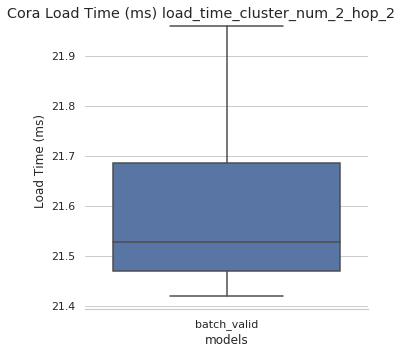 Cora Load Time (ms) load_time_cluster_num_2_hop_2
21.9
21.8
21.7
21.6
21.5
21.4
Load Time (ms)
batch_valid
models